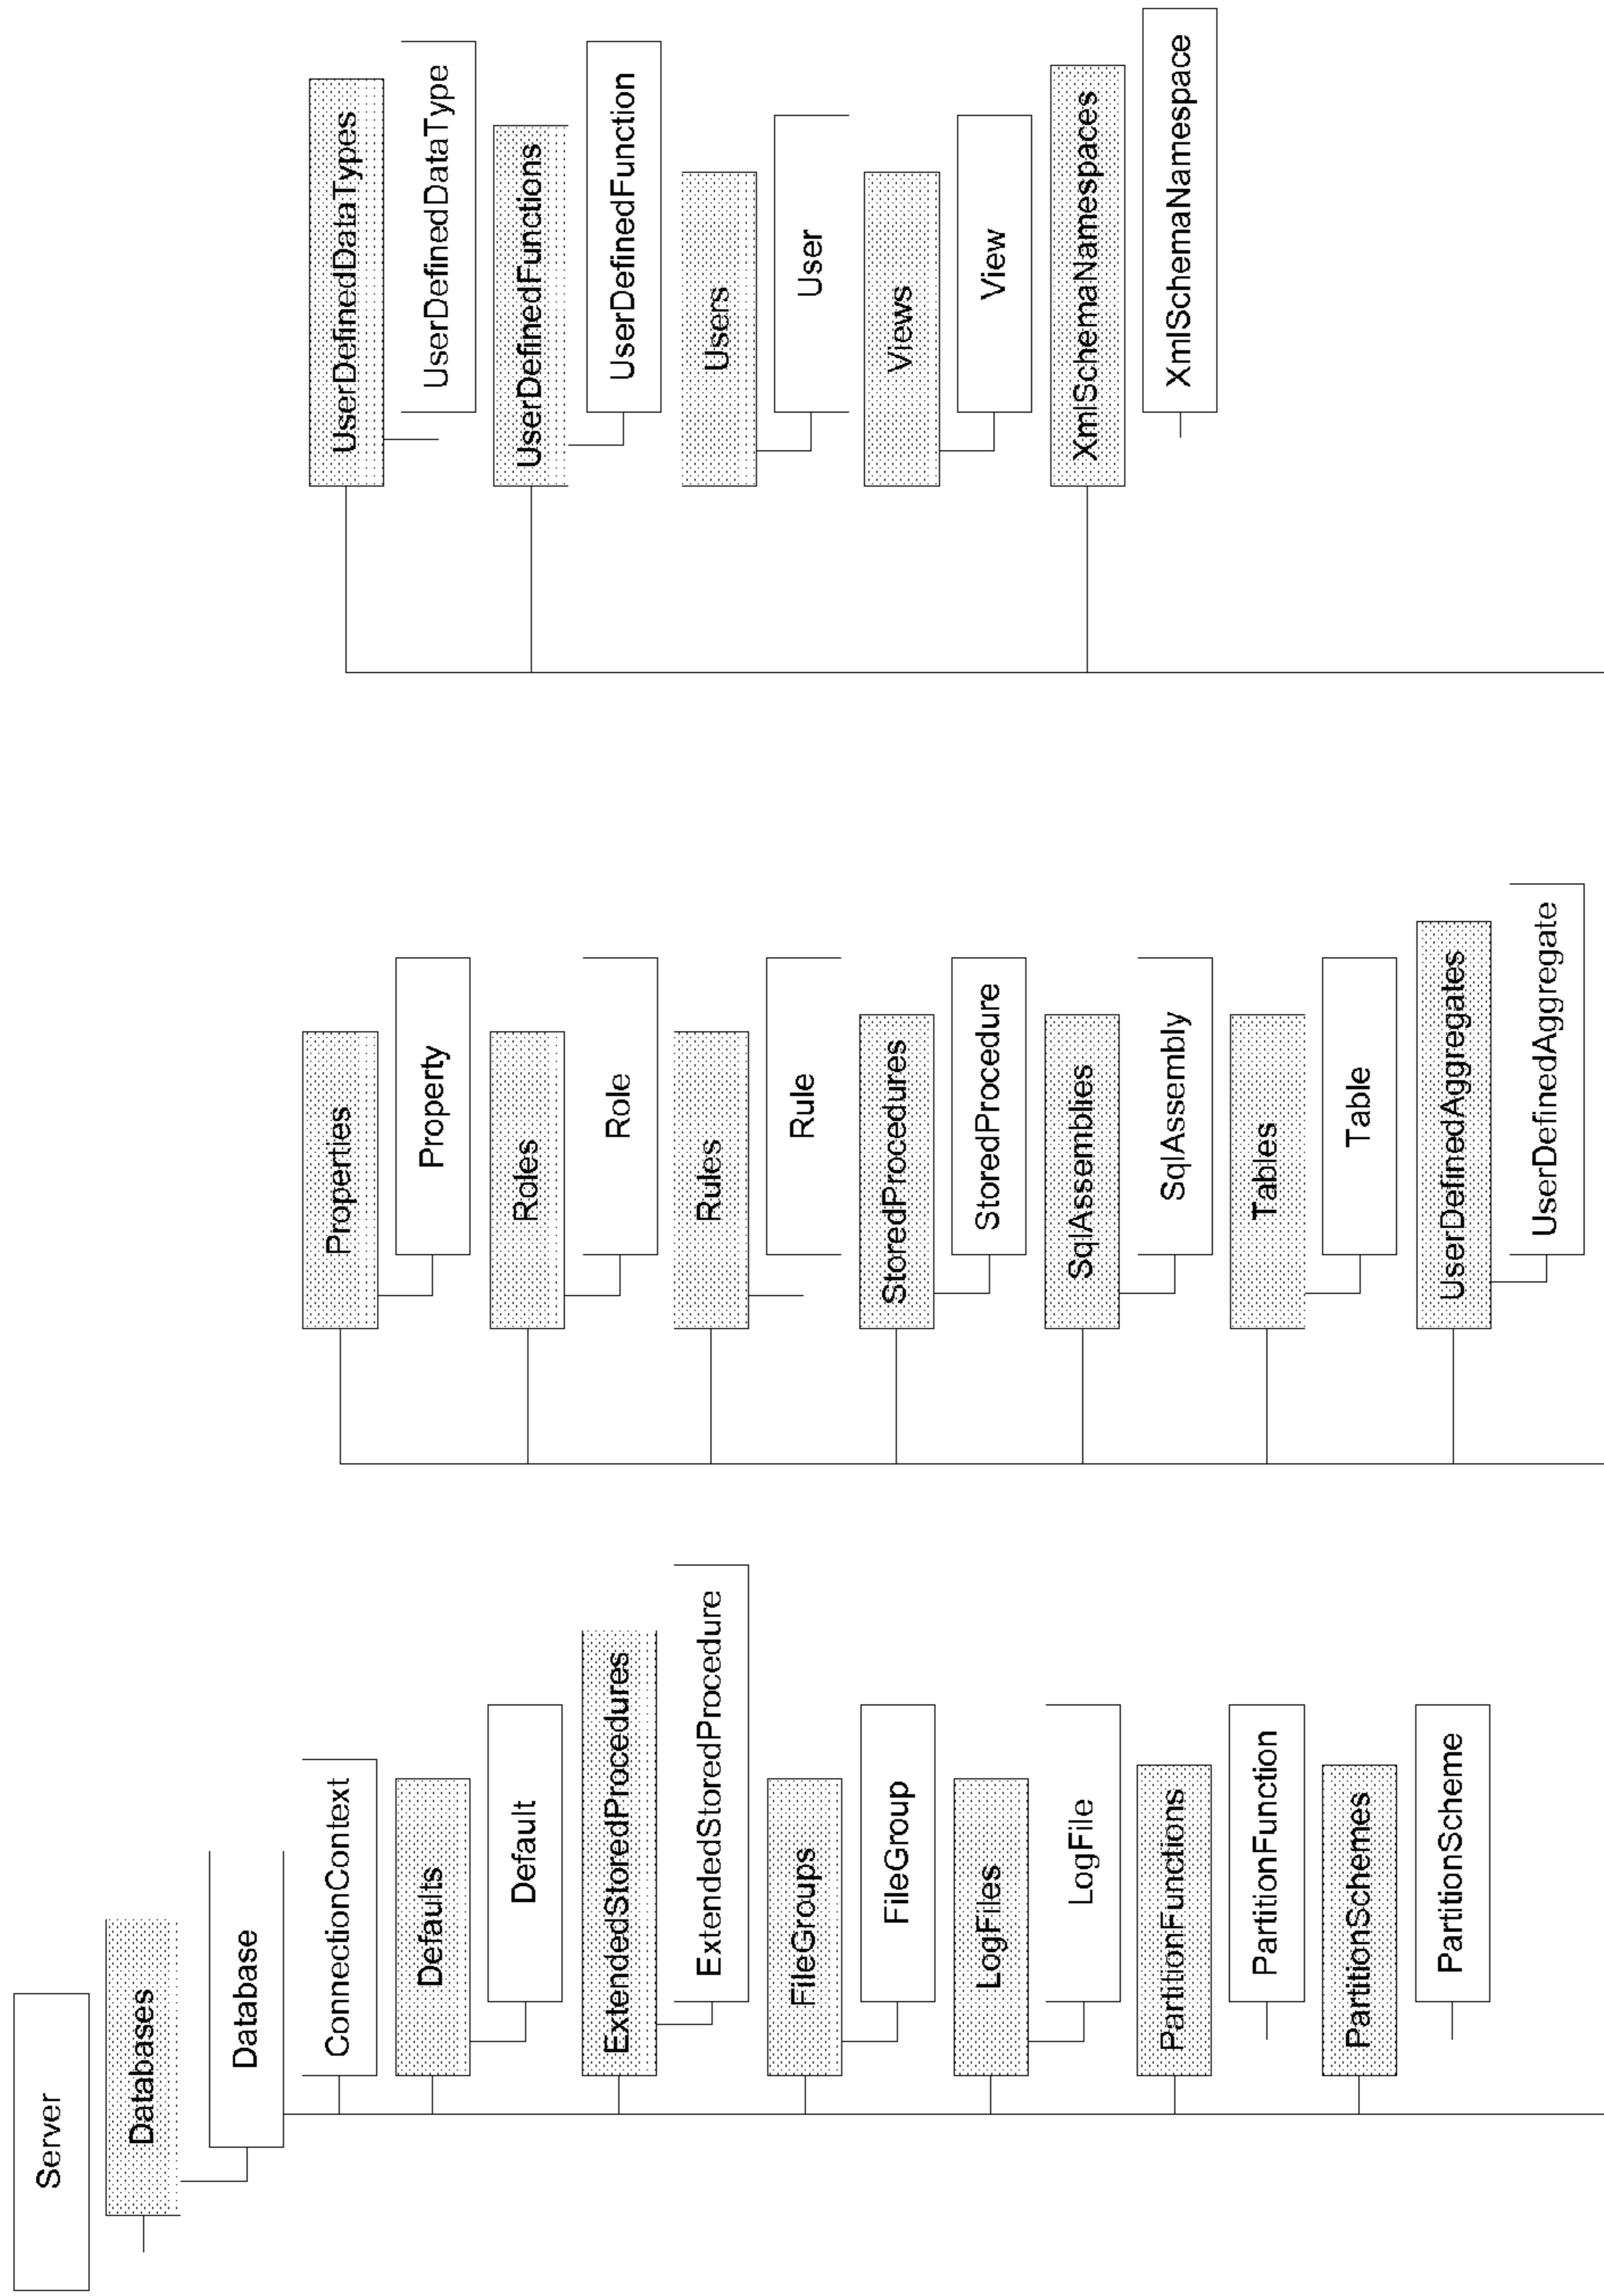 Server
Databases
Database
ConnectionContext
Defaults
Default
ExtendedStoredProcedures
ExtendedStoredProcedure
FileGroups
FileGroup
LogFiles
LogFile
PartitionFunctions
PartitionFunction
PartitionSchemes
PartitionScheme
Properties
Property
Roles
Role
Rules
Rule
StoredProcedures
StoredProcedure
SqlAssemblies
SqlAssembly
Tables
Table
UserDefinedAggregates
UserDefinedAggregate
UserDefinedDataTypes
UserDefinedDataType
UserDefinedFunctions
UserDefinedFunction
Users
User
Views
View
XmlSchemaNamespaces
XmlSchemaNamespace